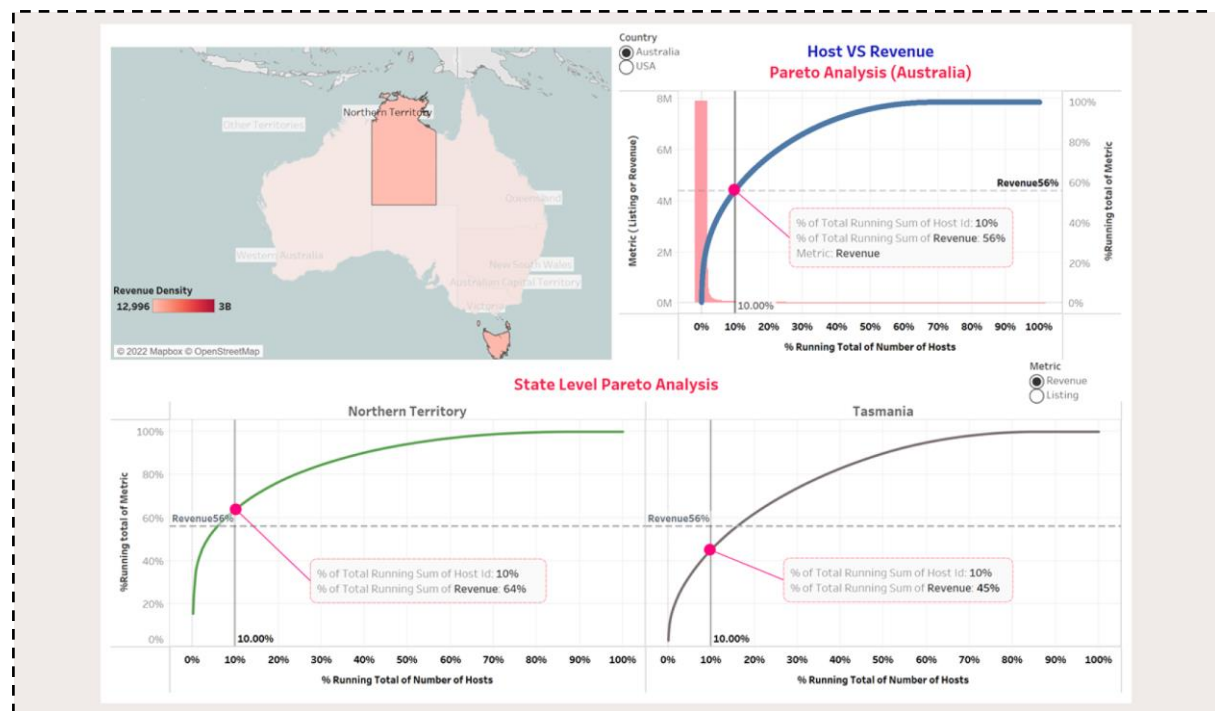 Country
Australia
USA
Host VS Revenue
Pareto Analysis (Australia)
Northern Territory
Other Territories
Queensland
Western Australia
New South Wales
Australian Capital Territory
Victoria
Revenue Density
12,996 3B
© 2022 Mapbox © OpenStreetMap
Metric ( Listing or Revenue)
8M
6M
4M
2M
0M
100%
80%
60%
40%
20%
0%
%Running total of Metric
Revenue56%
% of Total Running Sum of Host Id: 10%
% of Total Running Sum of Revenue: 56%
Metric: Revenue
10.00%
0% 10% 20% 30% 40% 50% 60% 70% 80% 90% 100%
% Running Total of Number of Hosts
State Level Pareto Analysis
Metric
Revenue
Listing
Northern Territory
Tasmania
%Running total of Metric
100%
80%
60%
40%
20%
0%
Revenue56%
% of Total Running Sum of Host Id: 10%
% of Total Running Sum of Revenue: 64%
10.00%
0% 10% 20% 30% 40% 50% 60% 70% 80% 90% 100%
% Running Total of Number of Hosts
Revenue56%
% of Total Running Sum of Host Id: 10%
% of Total Running Sum of Revenue: 45%
10.00%
0% 10% 20% 30% 40% 50% 60% 70% 80% 90% 100%
% Running Total of Number of Hosts